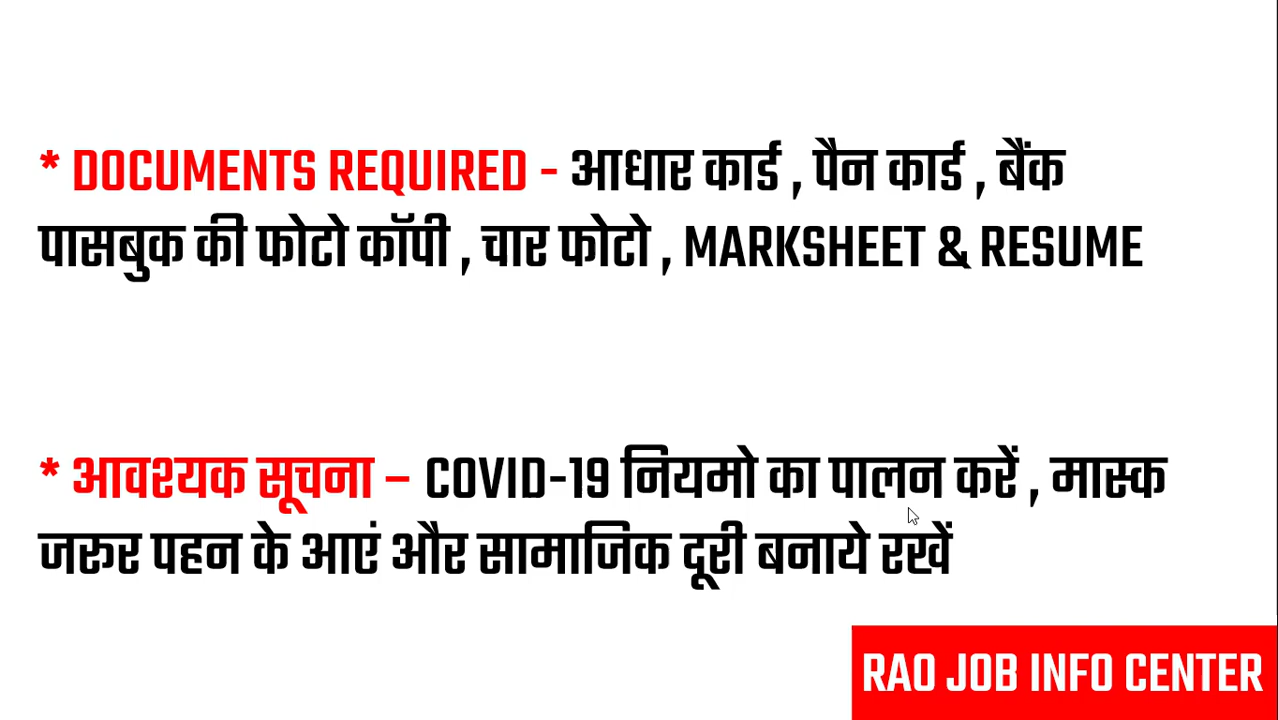 * DOCUMENTS REQUIRED - आधार कार्ड , पैन कार्ड , बैंक
पासबुक की फोटो कॉपी , चार फोटो , MARKSHEET & RESUME
* आवश्यक सूचना – COVID-19 नियमो का पालन करें , मास्क
जरूर पहन के आएं और सामाजिक दूरी बनाये रखें
RAO JOB INFO CENTER